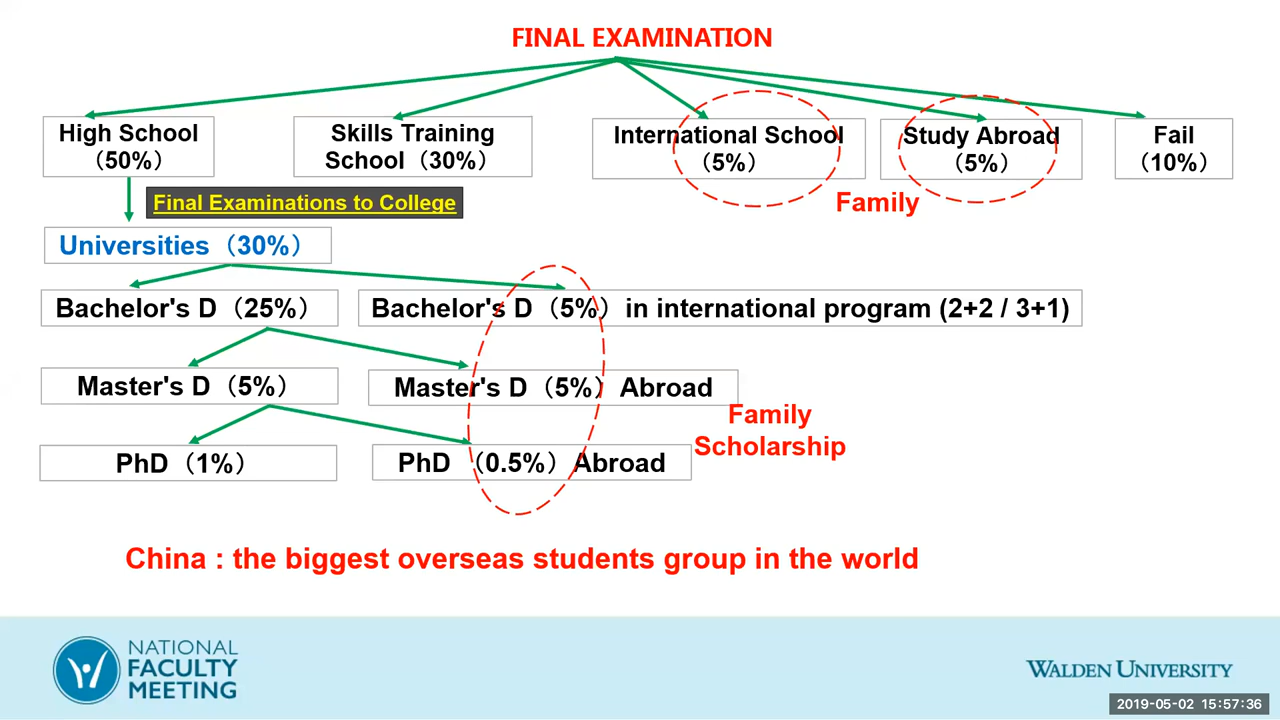 FINAL EXAMINATION
High School
（50%）
Skills Training
School（30%）
International School
（5%）
Study Abroad
（5%）
Fail
（10%）
Final Examinations to College
Family
Universities（30%）
Bachelor's D（25%）
Bachelor's D（5%）in international program (2+2 / 3+1)
Master's D（5%）
Master's D（5%）Abroad
Family
Scholarship
PhD（1%）
PhD （0.5%）Abroad
China : the biggest overseas students group in the world
NATIONAL
FACULTY
MEETING
WALDEN UNIVERSITY
2019-05-02 15:57:36